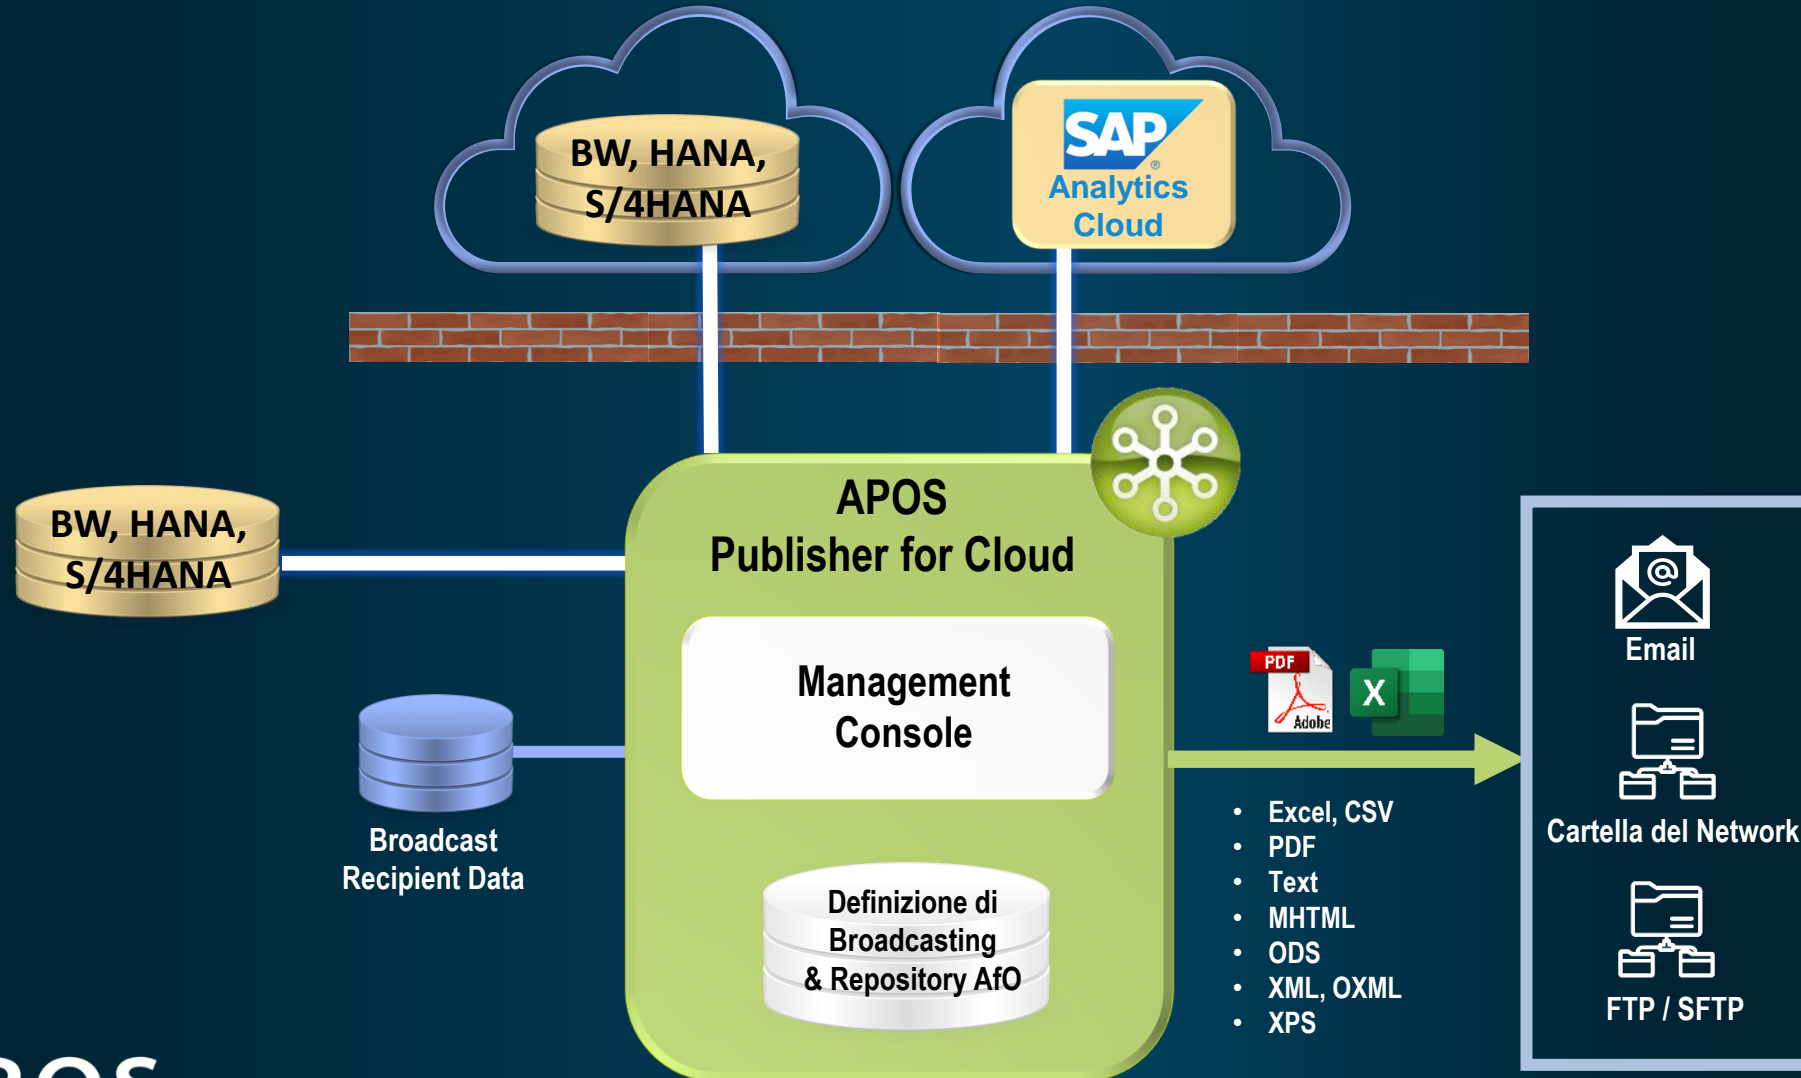 BW, HANA,
S/4HANA
SAP
®
Analytics
Cloud
APOS
Publisher for Cloud
BW, HANA,
S/4HANA
Management
Console
Broadcast
Recipient Data
Definizione di
Broadcasting
& Repository AfO
PDF
Adobe
X
• Excel, CSV
• PDF
• Text
• MHTML
• ODS
• XML, OXML
• XPS
@
Email
Cartella del Network
FTP / SFTP